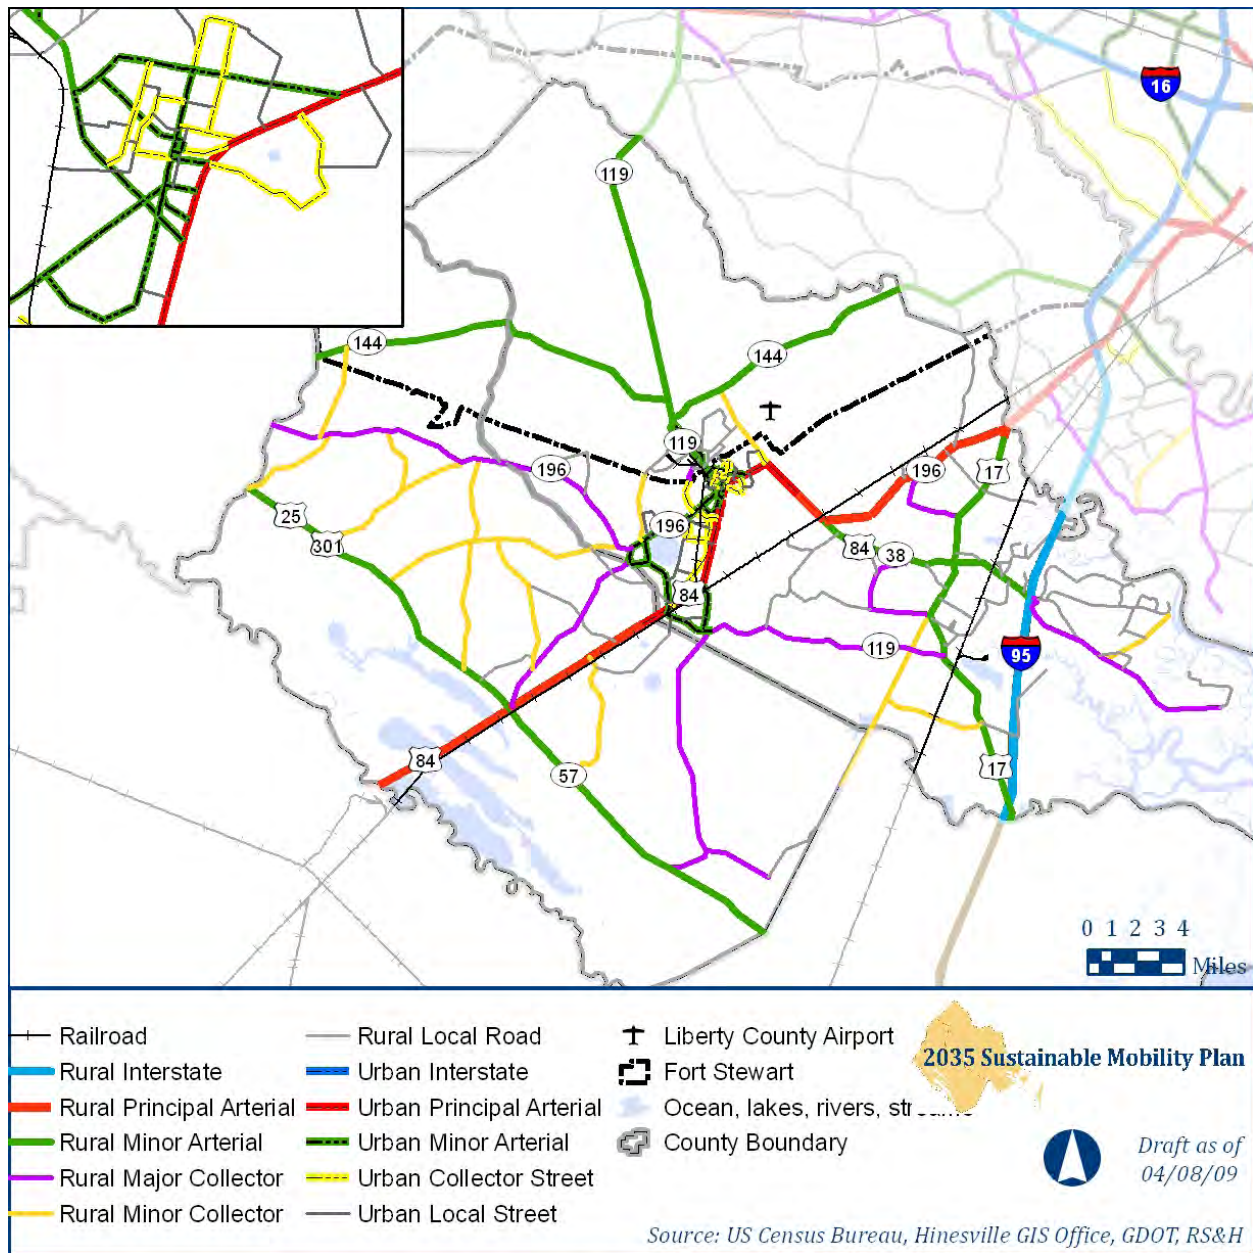 16
119
144
144
119
196
196
17
25
301
196
84
38
84
119
95
84
57
17
0 1 2 3 4
Miles
Railroad
Rural Interstate
Rural Principal Arterial
Rural Minor Arterial
Rural Major Collector
Rural Minor Collector
Rural Local Road
Urban Interstate
Urban Principal Arterial
Urban Minor Arterial
Urban Collector Street
Urban Local Street
Liberty County Airport
Fort Stewart
Ocean, lakes, rivers, streams
County Boundary
2035 Sustainable Mobility Plan
Draft as of
04/08/09
Source: US Census Bureau, Hinesville GIS Office, GDOT, RS&H